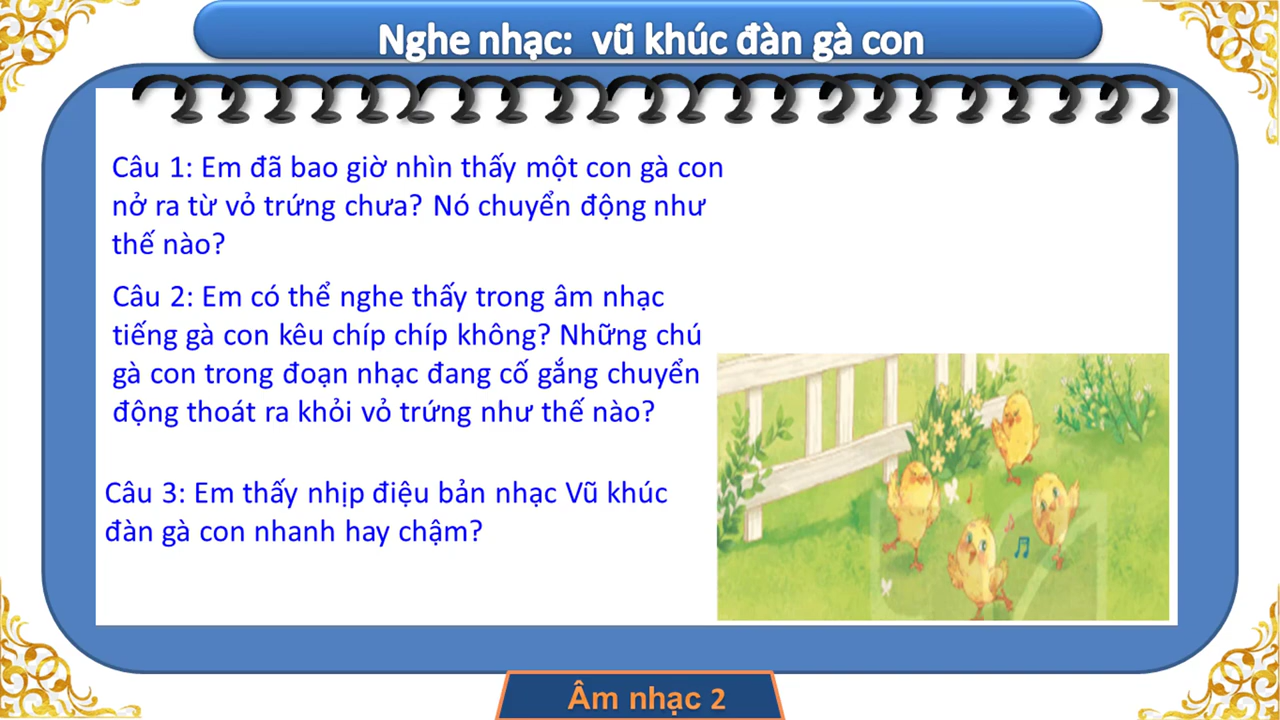 Nghe nhạc: vũ khúc đàn gà con
Câu 1: Em đã bao giờ nhìn thấy một con gà con
nở ra từ vỏ trứng chưa? Nó chuyển động như
thế nào?
Câu 2: Em có thể nghe thấy trong âm nhạc
tiếng gà con kêu chíp chíp không? Những chú
gà con trong đoạn nhạc đang cố gắng chuyển
động thoát ra khỏi vỏ trứng như thế nào?
Câu 3: Em thấy nhịp điệu bản nhạc Vũ khúc
đàn gà con nhanh hay chậm?
Âm nhạc 2